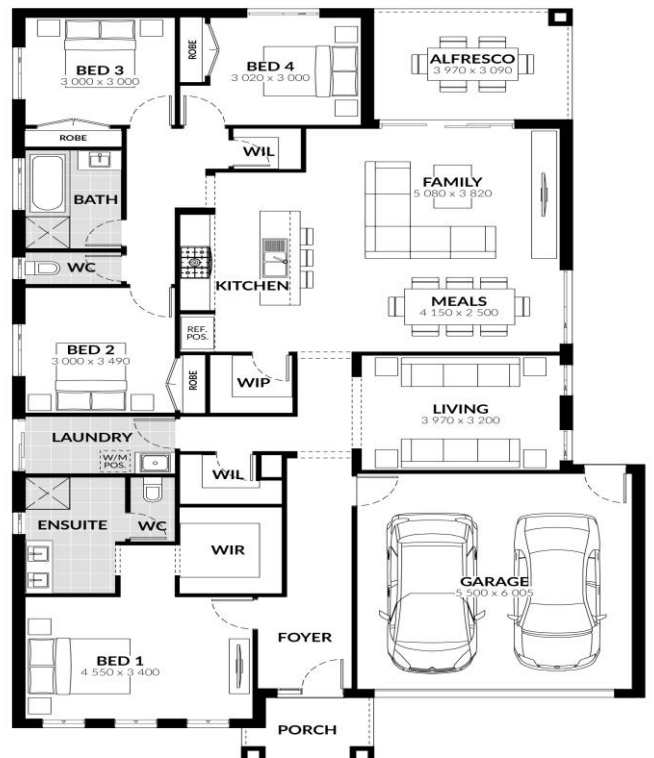 BED 3
3 000 x 3 000
ROBE
BED 4
3 020 x 3 000
ALFRESCO
3 970 x 3 090
ROBE
WIL
BATH
FAMILY
5 080 x 3 820
WC
KITCHEN
MEALS
4 150 x 2 500
REF.
POS.
BED 2
3 000 x 3 490
ROBE
WIP
LIVING
3 970 x 3 200
LAUNDRY
W/M
POS.
WIL
ENSUITE
WC
WIR
GARAGE
5 500 x 6 005
FOYER
BED 1
4 550 x 3 400
PORCH